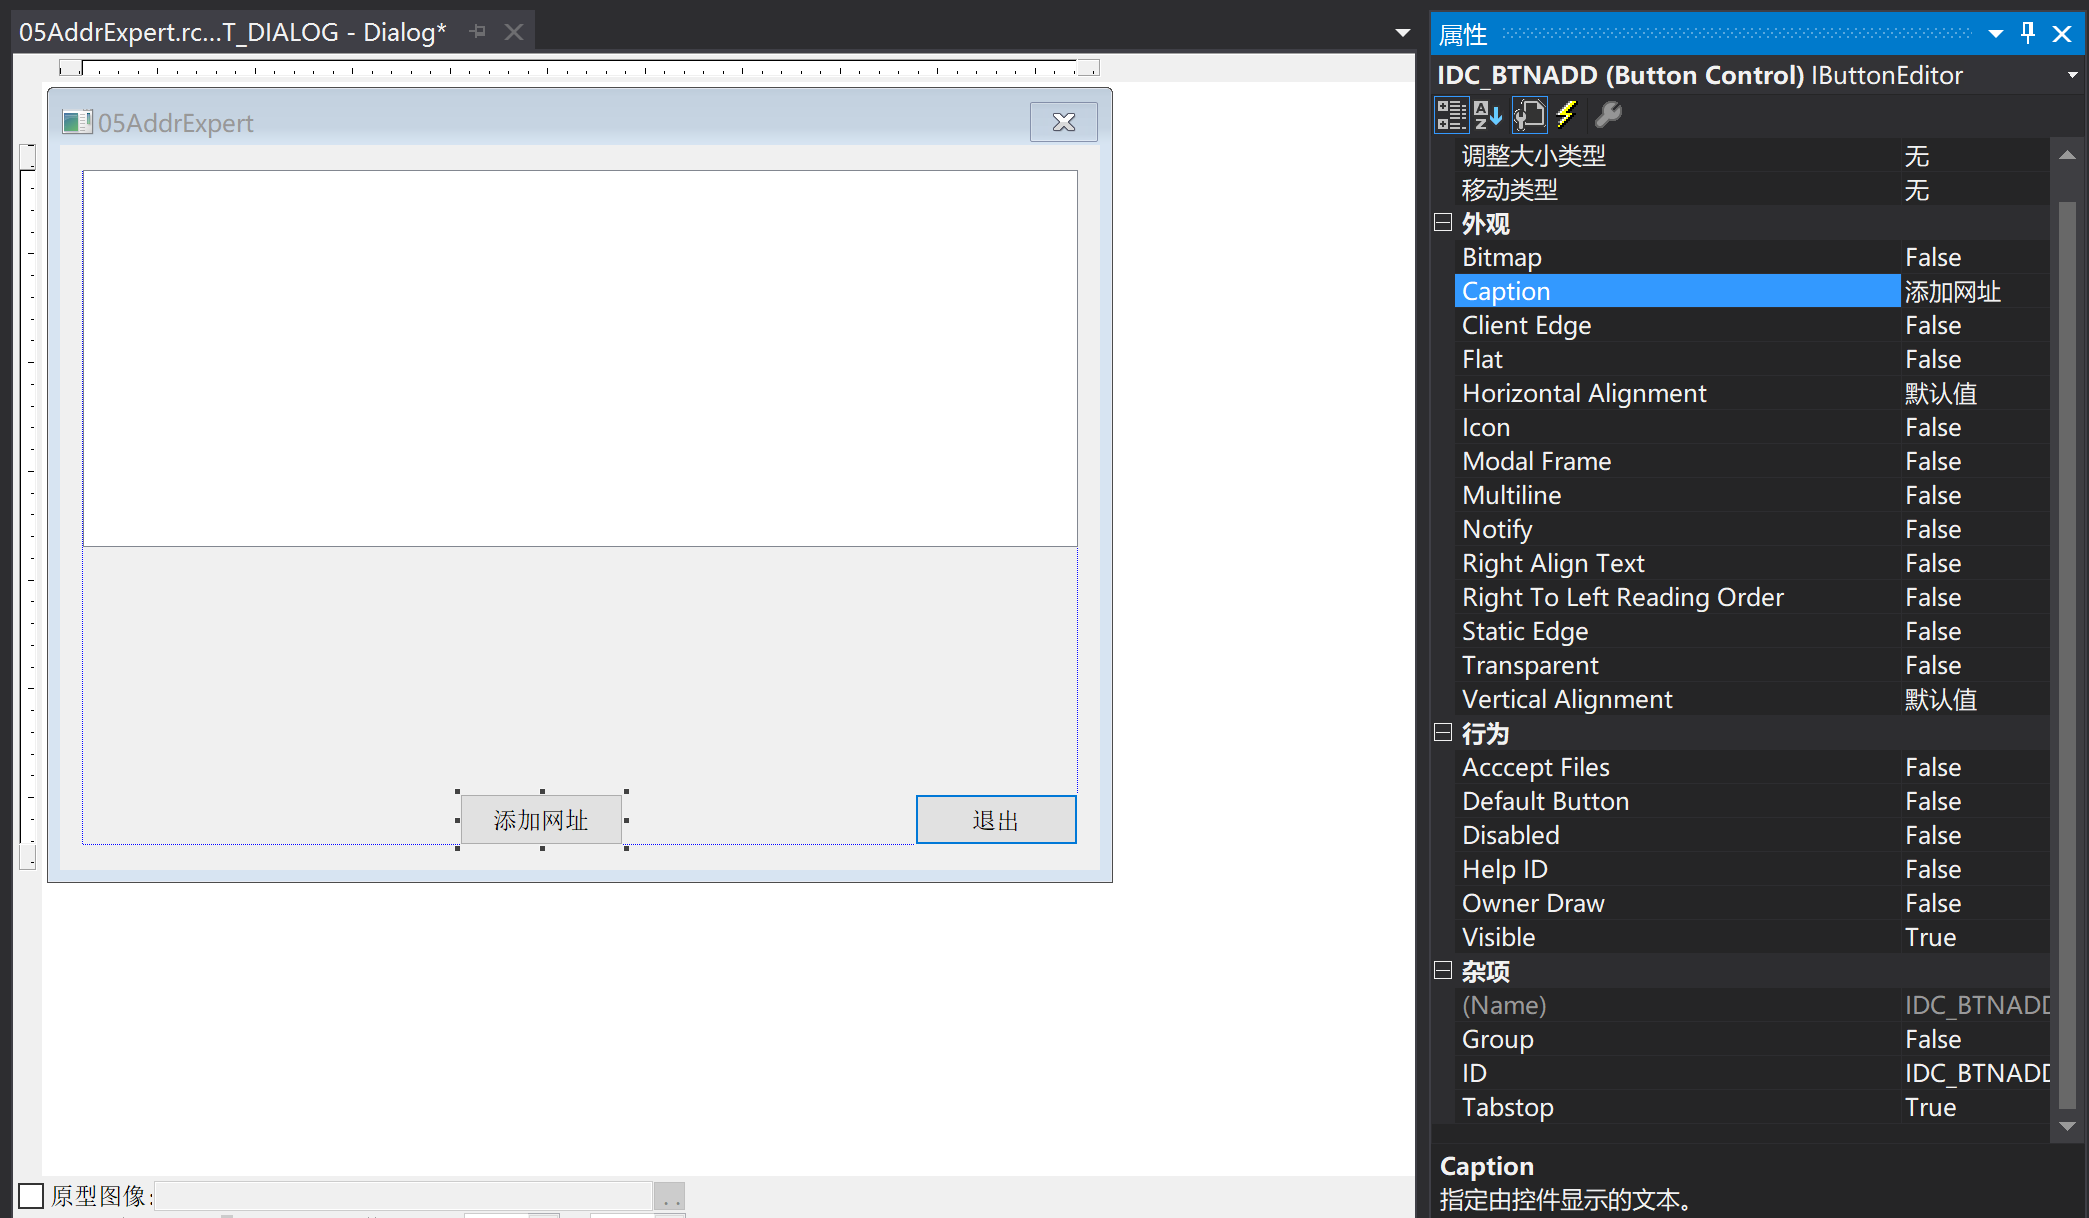 05AddrExpert.rc...T_DIALOG - Dialog*
05AddrExpert
添加网址
退出
原型图像:
..
属性
IDC_BTNADD (Button Control) IButtonEditor
调整大小类型 无
移动类型 无
外观
Bitmap False
Caption 添加网址
Client Edge False
Flat False
Horizontal Alignment 默认值
Icon False
Modal Frame False
Multiline False
Notify False
Right Align Text False
Right To Left Reading Order False
Static Edge False
Transparent False
Vertical Alignment 默认值
行为
Acccept Files False
Default Button False
Disabled False
Help ID False
Owner Draw False
Visible True
杂项
(Name) IDC_BTNADD
Group False
ID IDC_BTNADD
Tabstop True
Caption
指定由控件显示的文本。